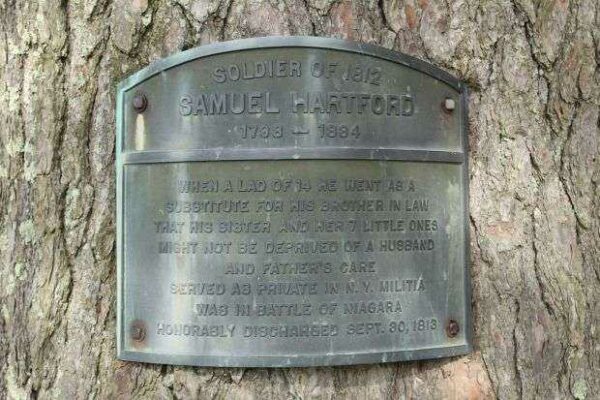 SOLDIER OF 1812
SAMUEL HARTFORD
1798 —
WHEN A LAD OF 14 HE WENT AS A
SUBSTITUTE FOR HIS BROTHER IN LAW
THAT HIS SISTER AND HER 7 LITTLE ONES
MIGHT NOT BE DEPRIVED OF A HUSBAND
AND FATHER'S CARE
SERVED AS PRIVATE IN N. Y. MILITIA
WAS IN BATTLE OF NIAGARA
HONORABLY DISCHARGED SEPT. 30, 1813